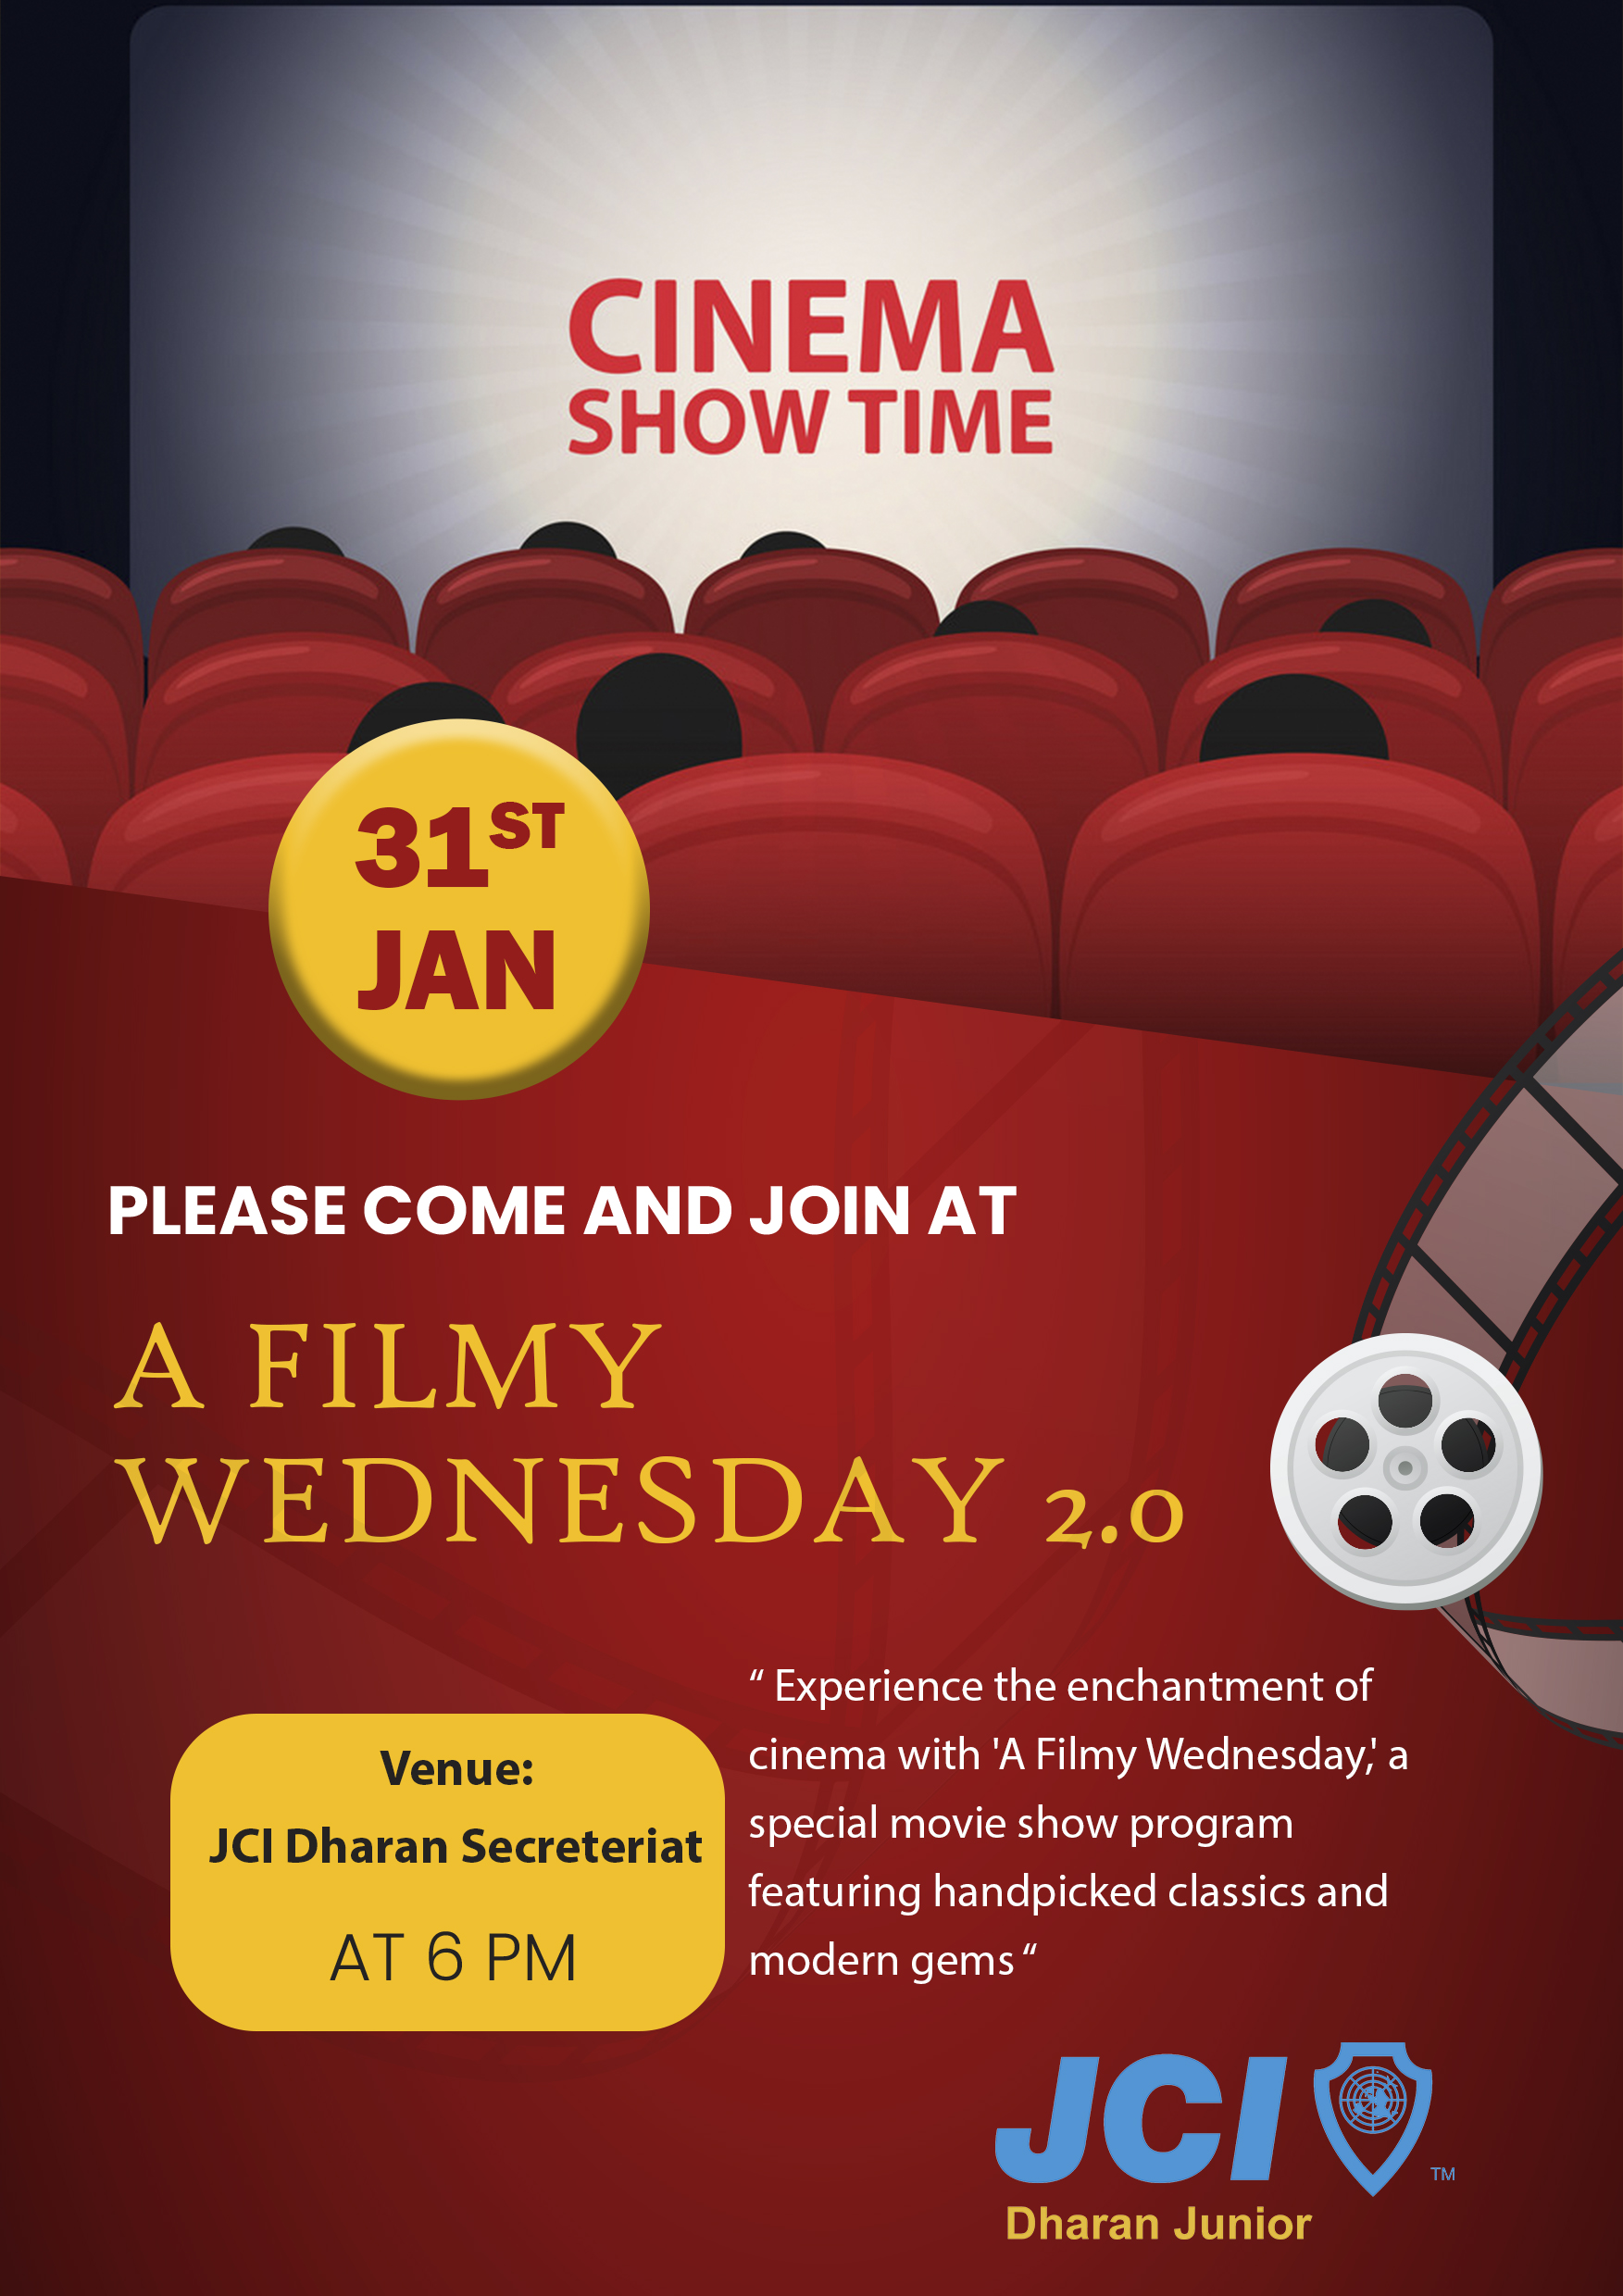 CINEMA
SHOW TIME
31ST
JAN
PLEASE COME AND JOIN AT
A FILMY
WEDNESDAY 2.0
Venue:
JCI Dharan Secreteriat
AT 6 PM
“ Experience the enchantment of
cinema with 'A Filmy Wednesday,' a
special movie show program
featuring handpicked classics and
modern gems “
JCI
TM
Dharan Junior